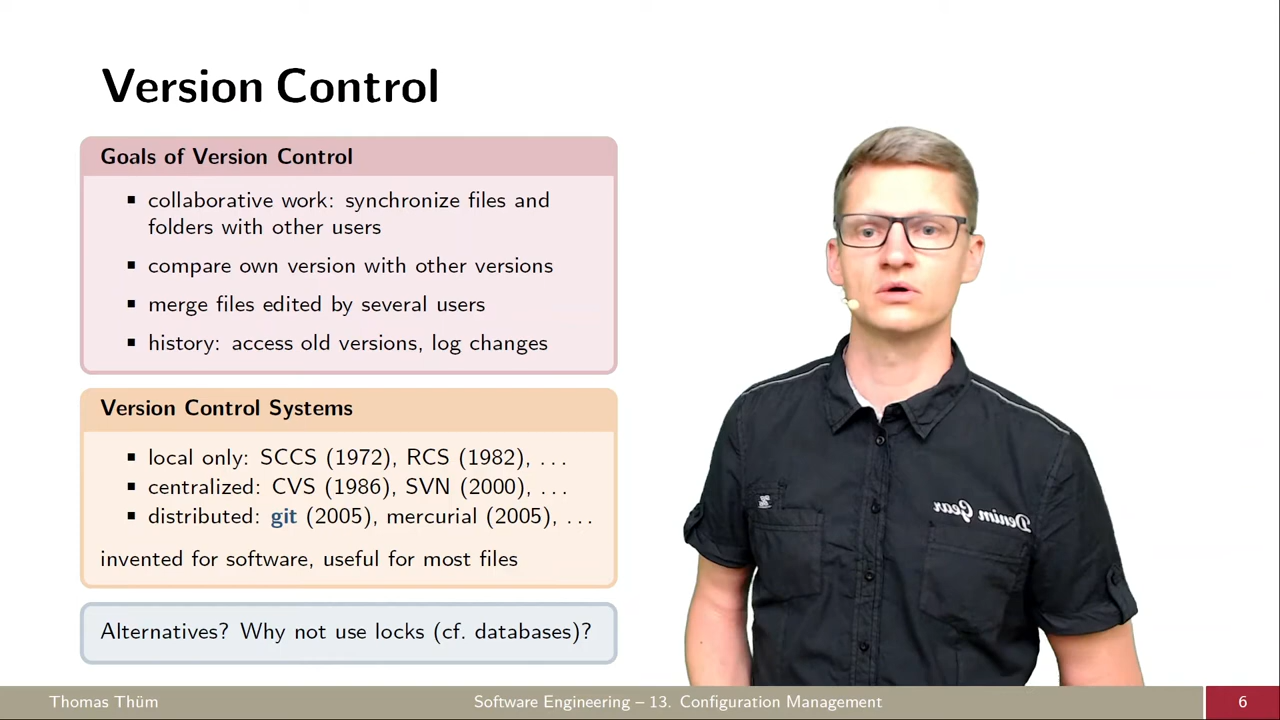 Version Control
Goals of Version Control
▪ collaborative work: synchronize files and
folders with other users
▪ compare own version with other versions
▪ merge files edited by several users
▪ history: access old versions, log changes
Version Control Systems
▪ local only: SCCS (1972), RCS (1982), ...
▪ centralized: CVS (1986), SVN (2000), ...
▪ distributed: git (2005), mercurial (2005), ...
invented for software, useful for most files
Alternatives? Why not use locks (cf. databases)?
Denim Gear
Thomas Thüm
Software Engineering – 13. Configuration Management
6